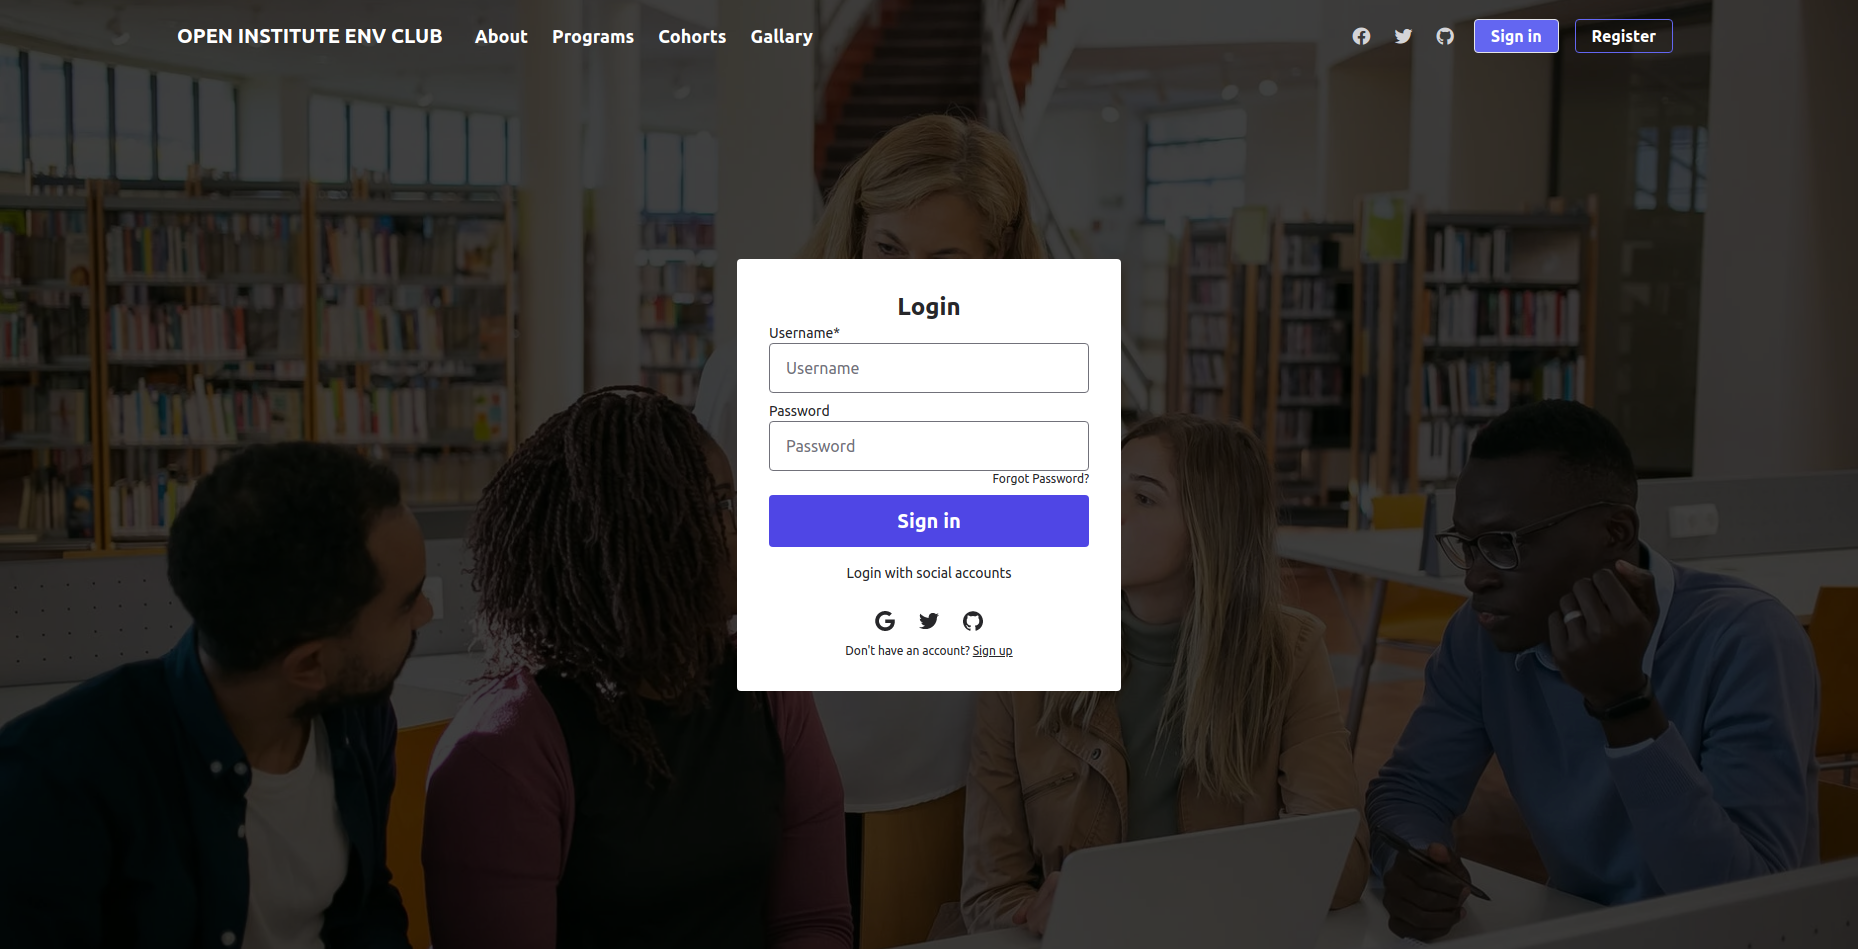 OPEN INSTITUTE ENV CLUB About Programs Cohorts Gallary Sign in Register
Login
Username*
Username
Password
Password
Forgot Password?
Sign in
Login with social accounts
Don't have an account? Sign up